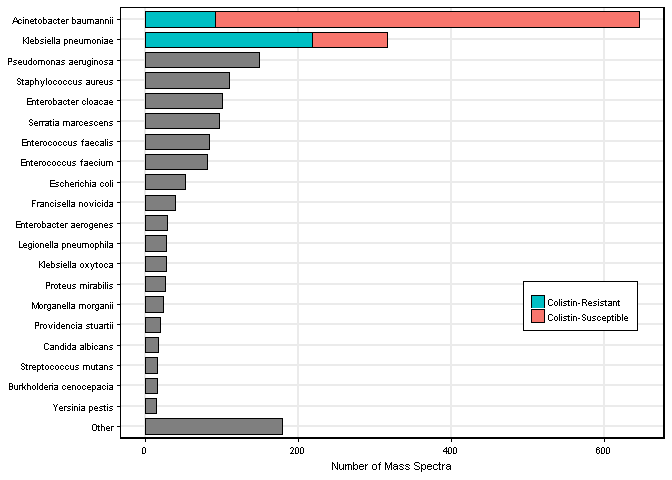 Acinetobacter baumannii
Klebsiella pneumoniae
Pseudomonas aeruginosa
Staphylococcus aureus
Enterobacter cloacae
Serratia marcescens
Enterococcus faecalis
Enterococcus faecium
Escherichia coli
Francisella novicida
Enterobacter aerogenes
Legionella pneumophila
Klebsiella oxytoca
Proteus mirabilis
Morganella morganii
Providencia stuartii
Candida albicans
Streptococcus mutans
Burkholderia cenocepacia
Yersinia pestis
Other
Colistin-Resistant
Colistin-Susceptible
0 200 400 600
Number of Mass Spectra